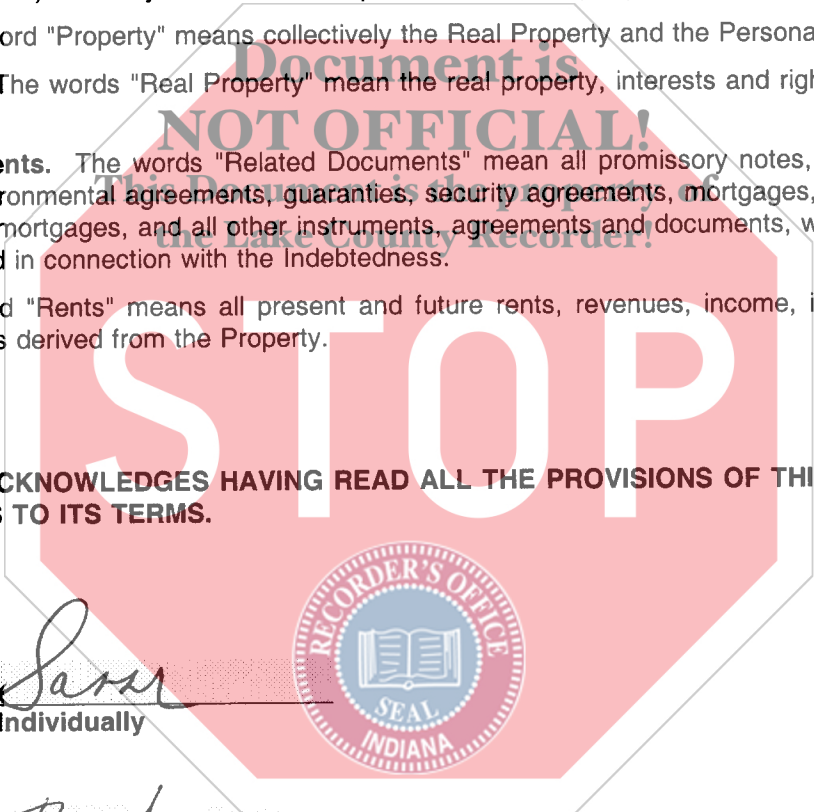 ord "Property" means collectively the Real Property and the Persona
Document is
The words "Real Property" mean the real property, interests and righ
NOT OFFICIAL!
ents. The words "Related Documents" mean all promissory notes,
This Document is the property of
ronmental agreements, guaranties, security agreements, mortgages,
mortgages, and all other instruments, agreements and documents, w
the Lake County Recorder!
d in connection with the Indebtedness.
d "Rents" means all present and future rents, revenues, income, i
s derived from the Property.
STOP
CKNOWLEDGES HAVING READ ALL THE PROVISIONS OF THI
S TO ITS TERMS.
RECORDER'S OFFICE
SEAL
INDIANA
Individually